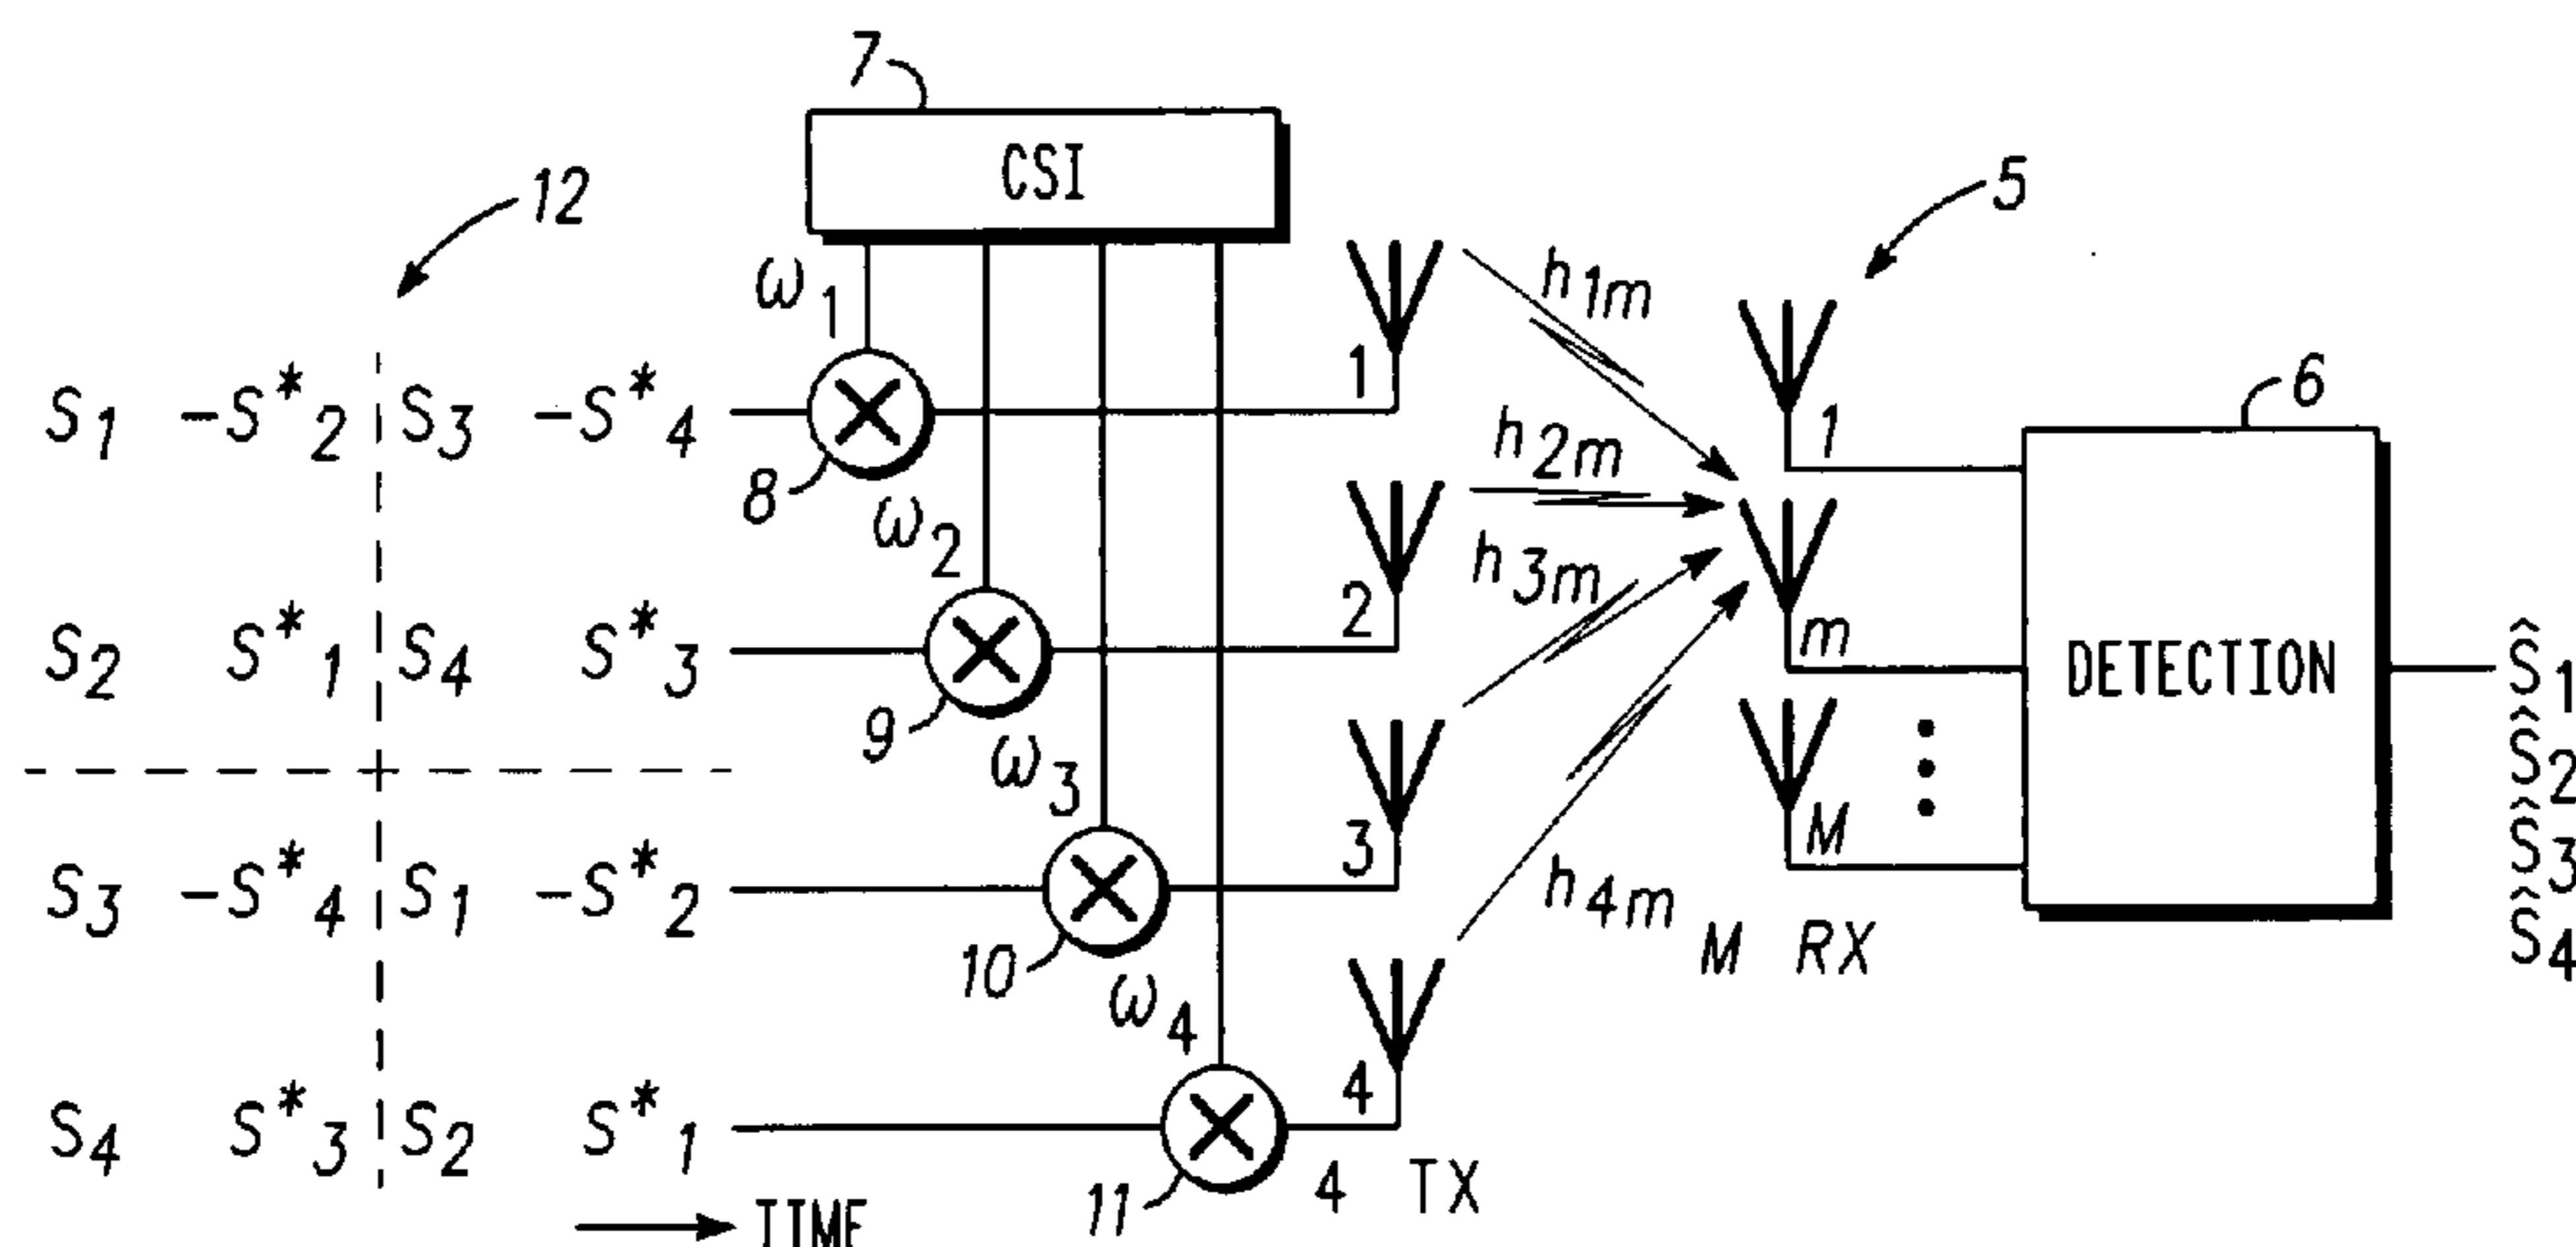 7
CSI
12
5
ω1
h1m
S1 -S*2 S3 -S*4
1
1
6
8
h2m
ω2
h3m
S2 S*1 S4 S*3
2
m
DETECTION
Ŝ1
9
ω3
Ŝ2
S3 -S*4 S1 -S*2
3
M
Ŝ3
h4m
10
M RX
Ŝ4
ω4
S4 S*3 S2 S*1
4
11
4 TX
TIME